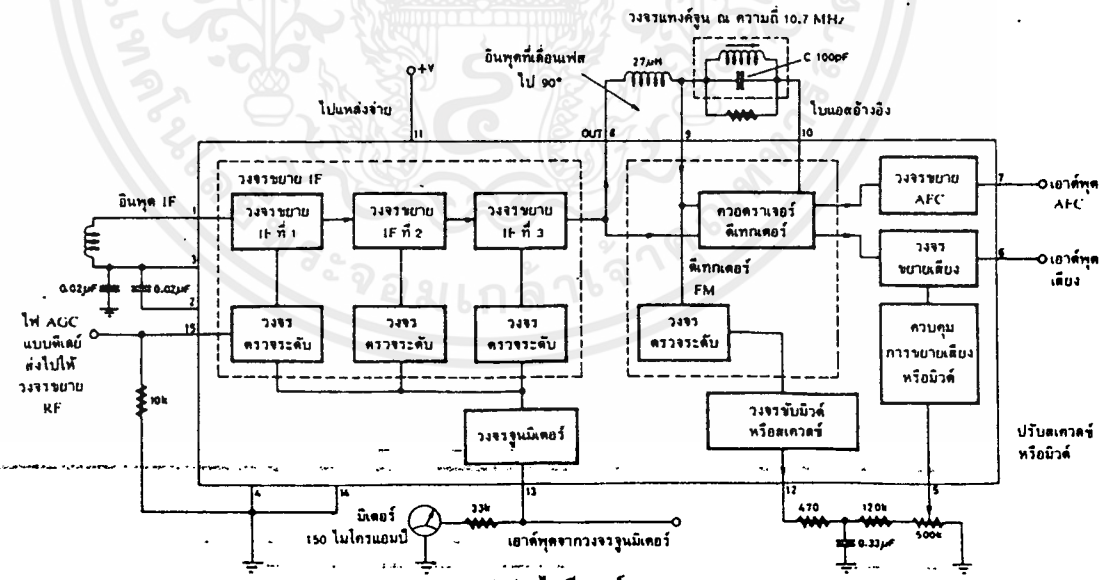 วงจรแทงค์จูน ณ ความถี่ 10.7 MHz
อินพุตที่เลื่อนเฟส
ไป 90°
27μH
C 100pF
+V
ไปแหล่งจ่าย
11
OUT 8
9
10
ไบแอสอ้างอิง
วงจรขยาย IF
อินพุต IF
1
วงจรขยาย
IF ที่ 1
วงจรขยาย
IF ที่ 2
วงจรขยาย
IF ที่ 3
ควอดราเจอร์
ดีเทกเตอร์
วงจรขยาย
AFC
7
เอาต์พุต
AFC
3
0.02μF
0.02μF
2
ดีเทกเตอร์
FM
วงจร
ขยายเสียง
6
เอาต์พุต
เสียง
ไฟ AGC
แบบดีเลย์
ส่งไปให้
วงจรขยาย
RF
15
วงจร
ตรวจระดับ
วงจร
ตรวจระดับ
วงจร
ตรวจระดับ
วงจร
ตรวจระดับ
ควบคุม
การขยายเสียง
หรือมิวต์
10k
วงจรจูนมิเตอร์
วงจรขับมิวต์
หรือสเควลช์
ปรับสเควลช์
หรือมิวต์
4
14
13
12
5
มิเตอร์
150 ไมโครแอมป์
33k
เอาต์พุตจากวงจรจูนมิเตอร์
470
120k
0.33μF
500k